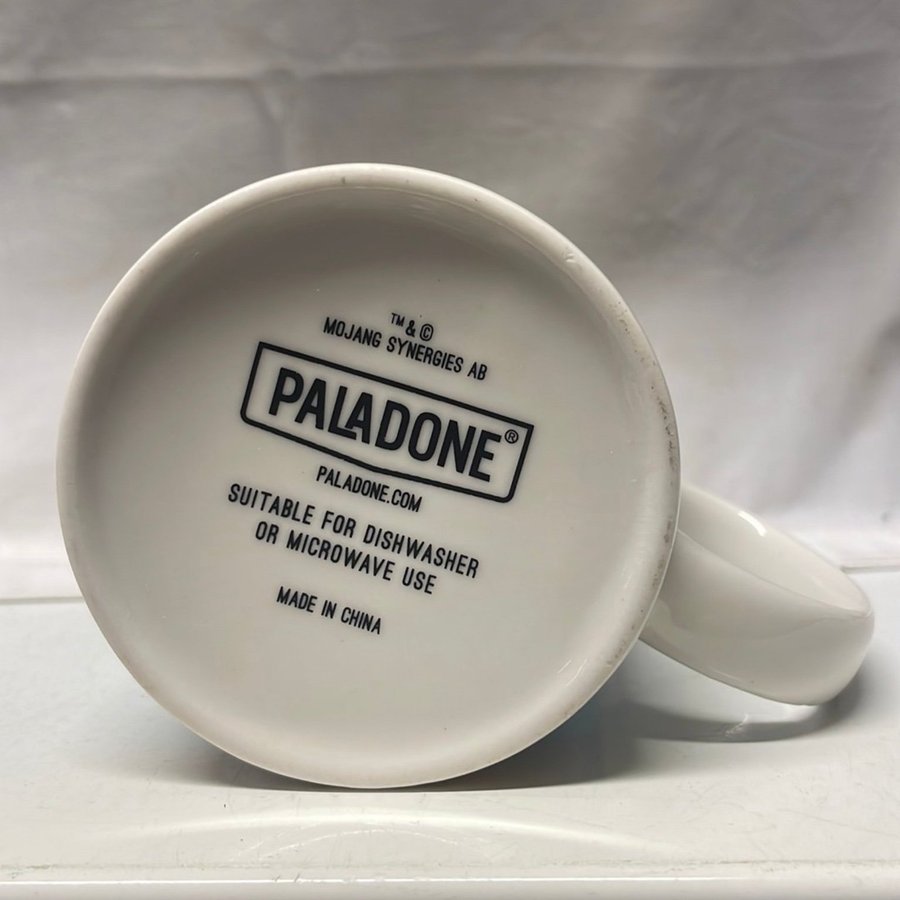 ™ & ©
MOJANG SYNERGIES AB
PALADONE®
PALADONE.COM
SUITABLE FOR DISHWASHER
OR MICROWAVE USE
MADE IN CHINA